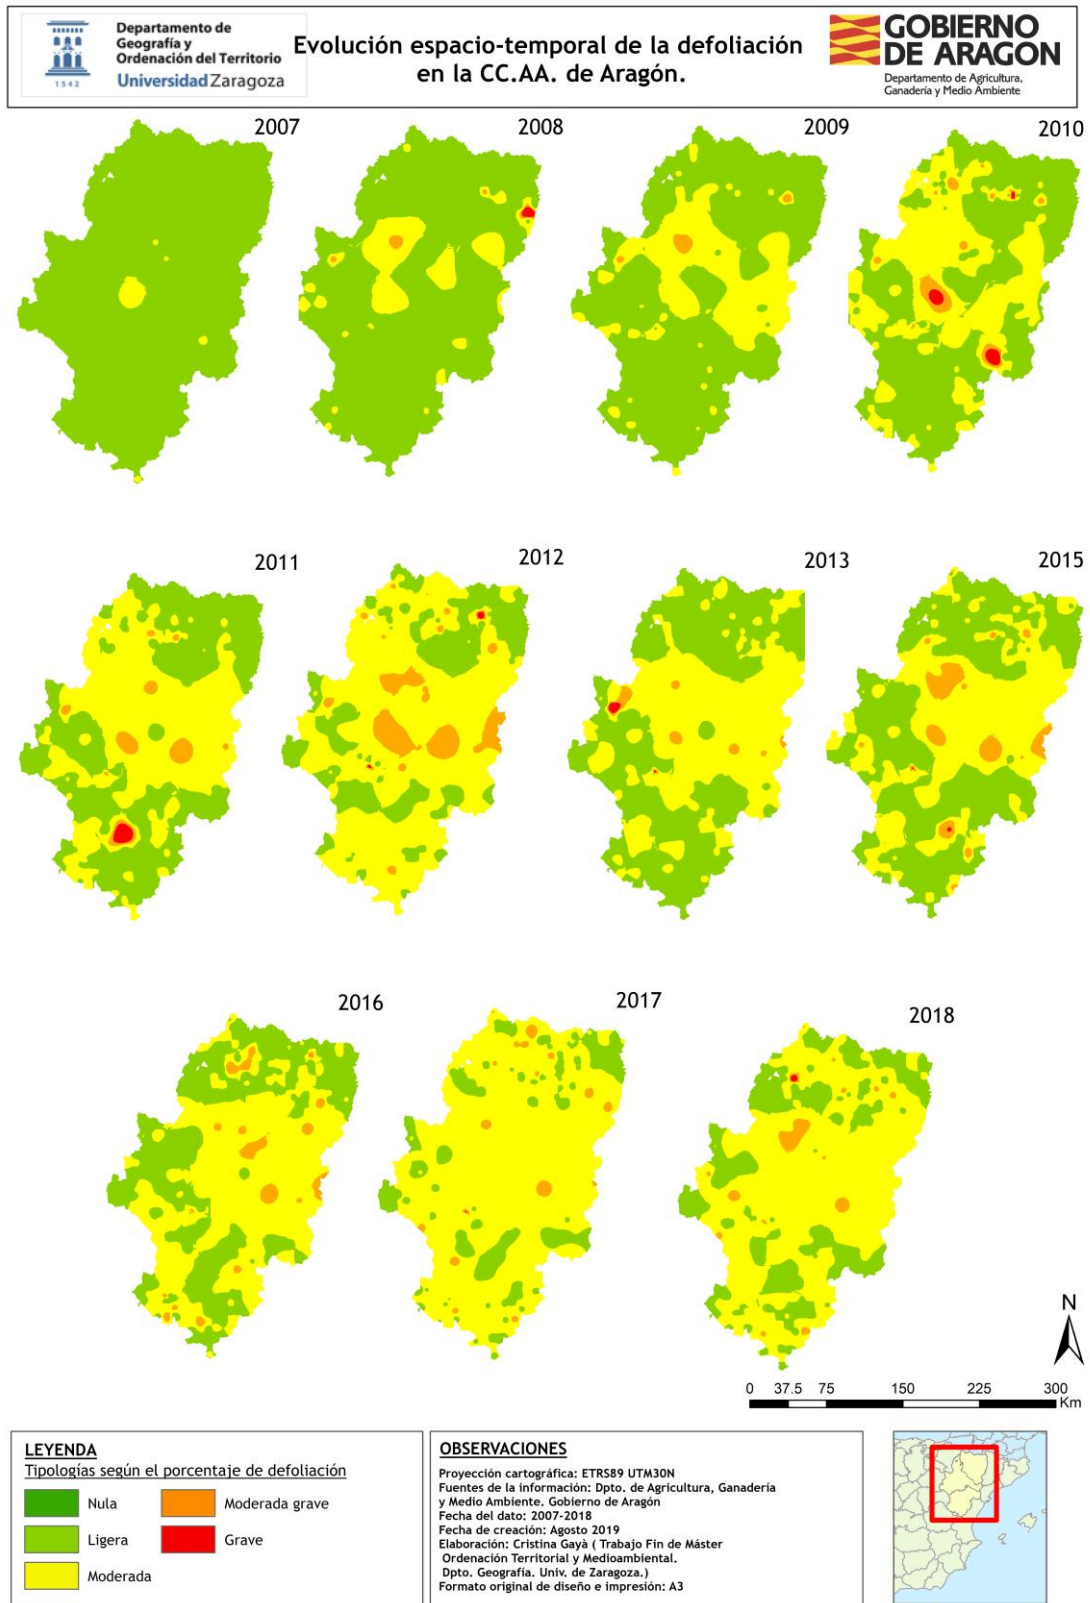 Departamento de
Geografía y
Ordenación del Territorio
Universidad Zaragoza
1542
Evolución espacio-temporal de la defoliación
en la CC.AA. de Aragón.
GOBIERNO
DE ARAGON
Departamento de Agricultura,
Ganadería y Medio Ambiente
2007
2008
2009
2010
2011
2012
2013
2015
2016
2017
2018
N
0 37.5 75 150 225 300
Km
LEYENDA
Tipologías según el porcentaje de defoliación
Nula
Ligera
Moderada
Moderada grave
Grave
OBSERVACIONES
Proyección cartográfica: ETRS89 UTM30N
Fuentes de la información: Dpto. de Agricultura, Ganadería
y Medio Ambiente. Gobierno de Aragón
Fecha del dato: 2007-2018
Fecha de creación: Agosto 2019
Elaboración: Cristina Gayà ( Trabajo Fin de Máster
Ordenación Territorial y Medioambiental.
Dpto. Geografía. Univ. de Zaragoza.)
Formato original de diseño e impresión: A3